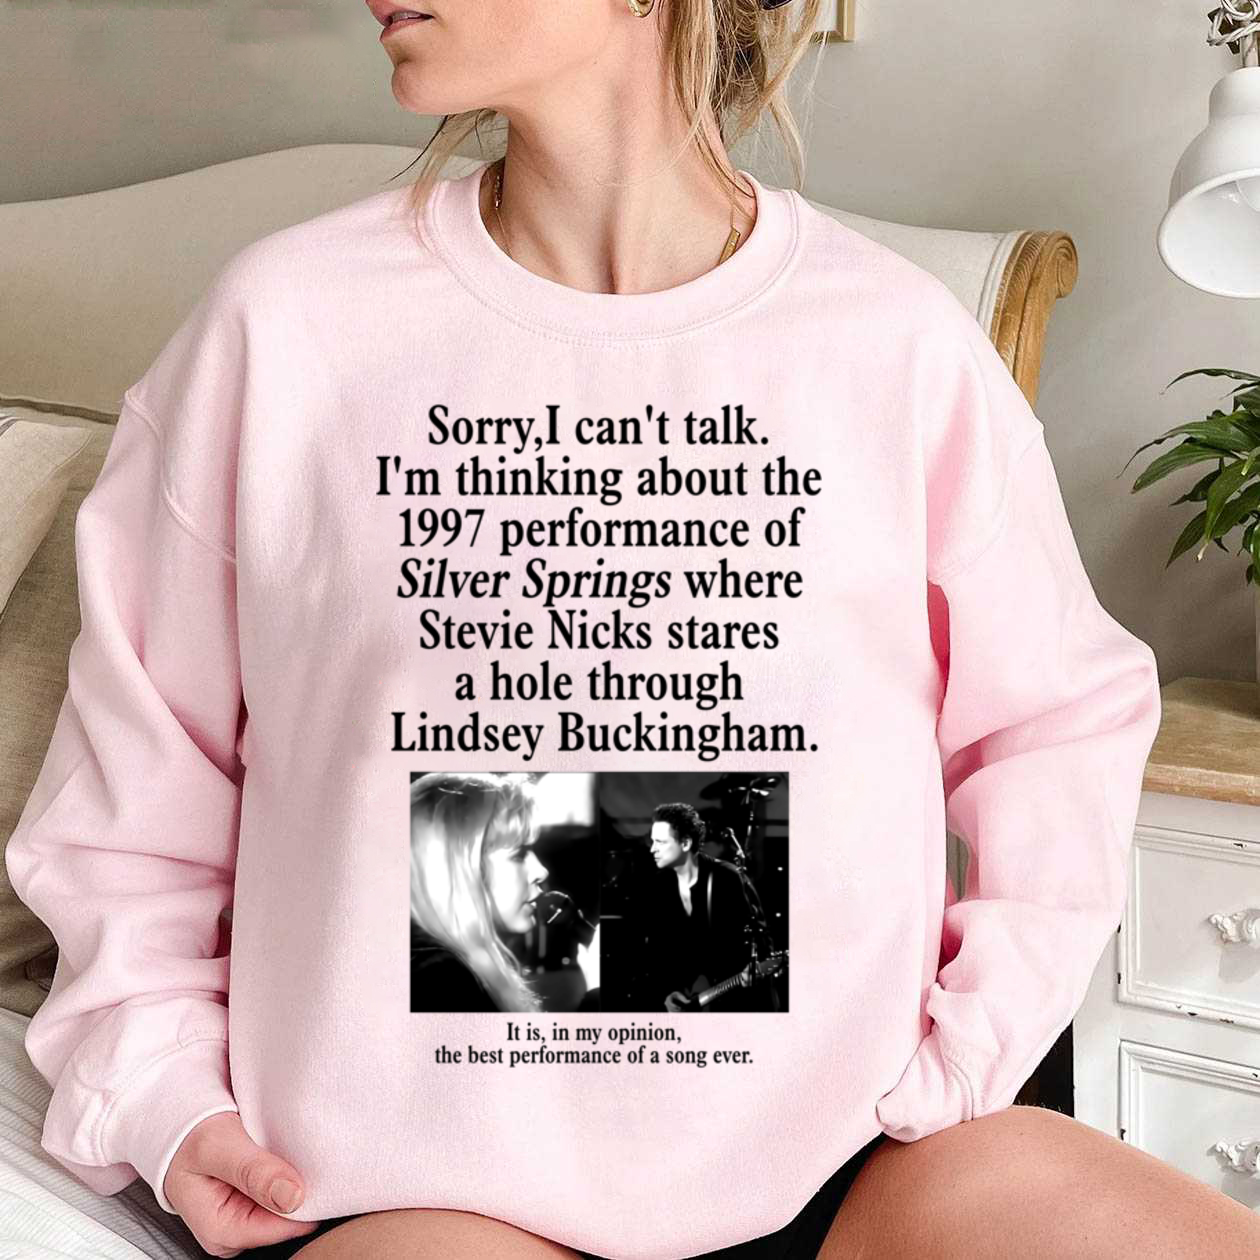 Sorry,I can't talk.
I'm thinking about the
1997 performance of
Silver Springs where
Stevie Nicks stares
a hole through
Lindsey Buckingham.
It is, in my opinion,
the best performance of a song ever.